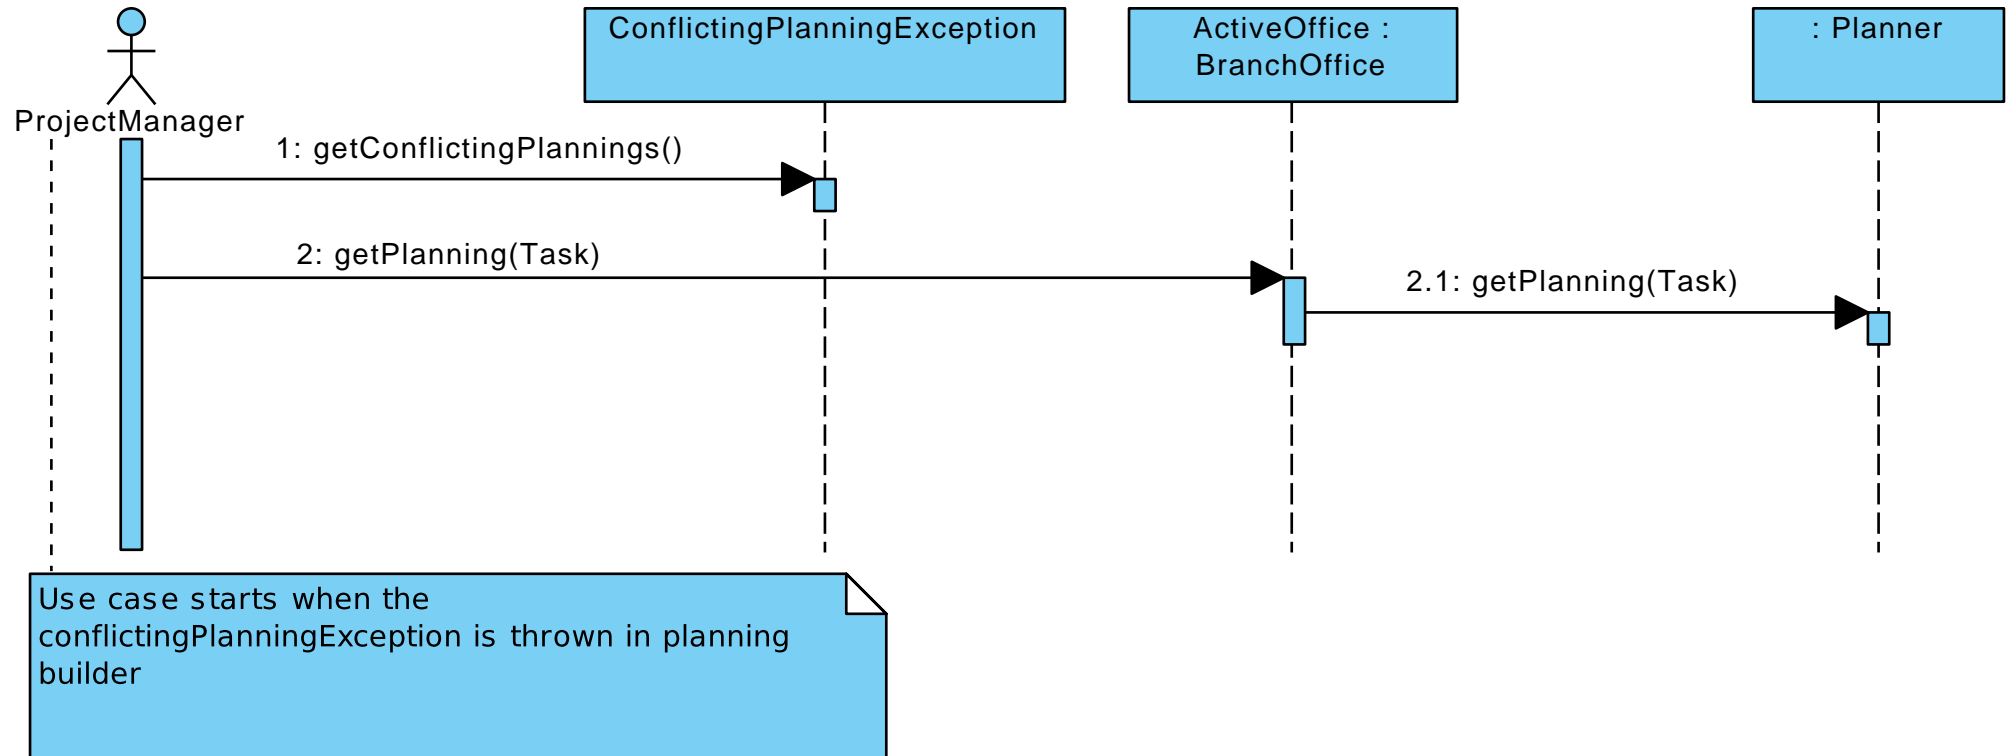 ConflictingPlanningException
ActiveOffice :
BranchOffice
: Planner
ProjectManager
1: getConflictingPlannings()
2: getPlanning(Task)
2.1: getPlanning(Task)
Use case starts when the
conflictingPlanningException is thrown in planning
builder